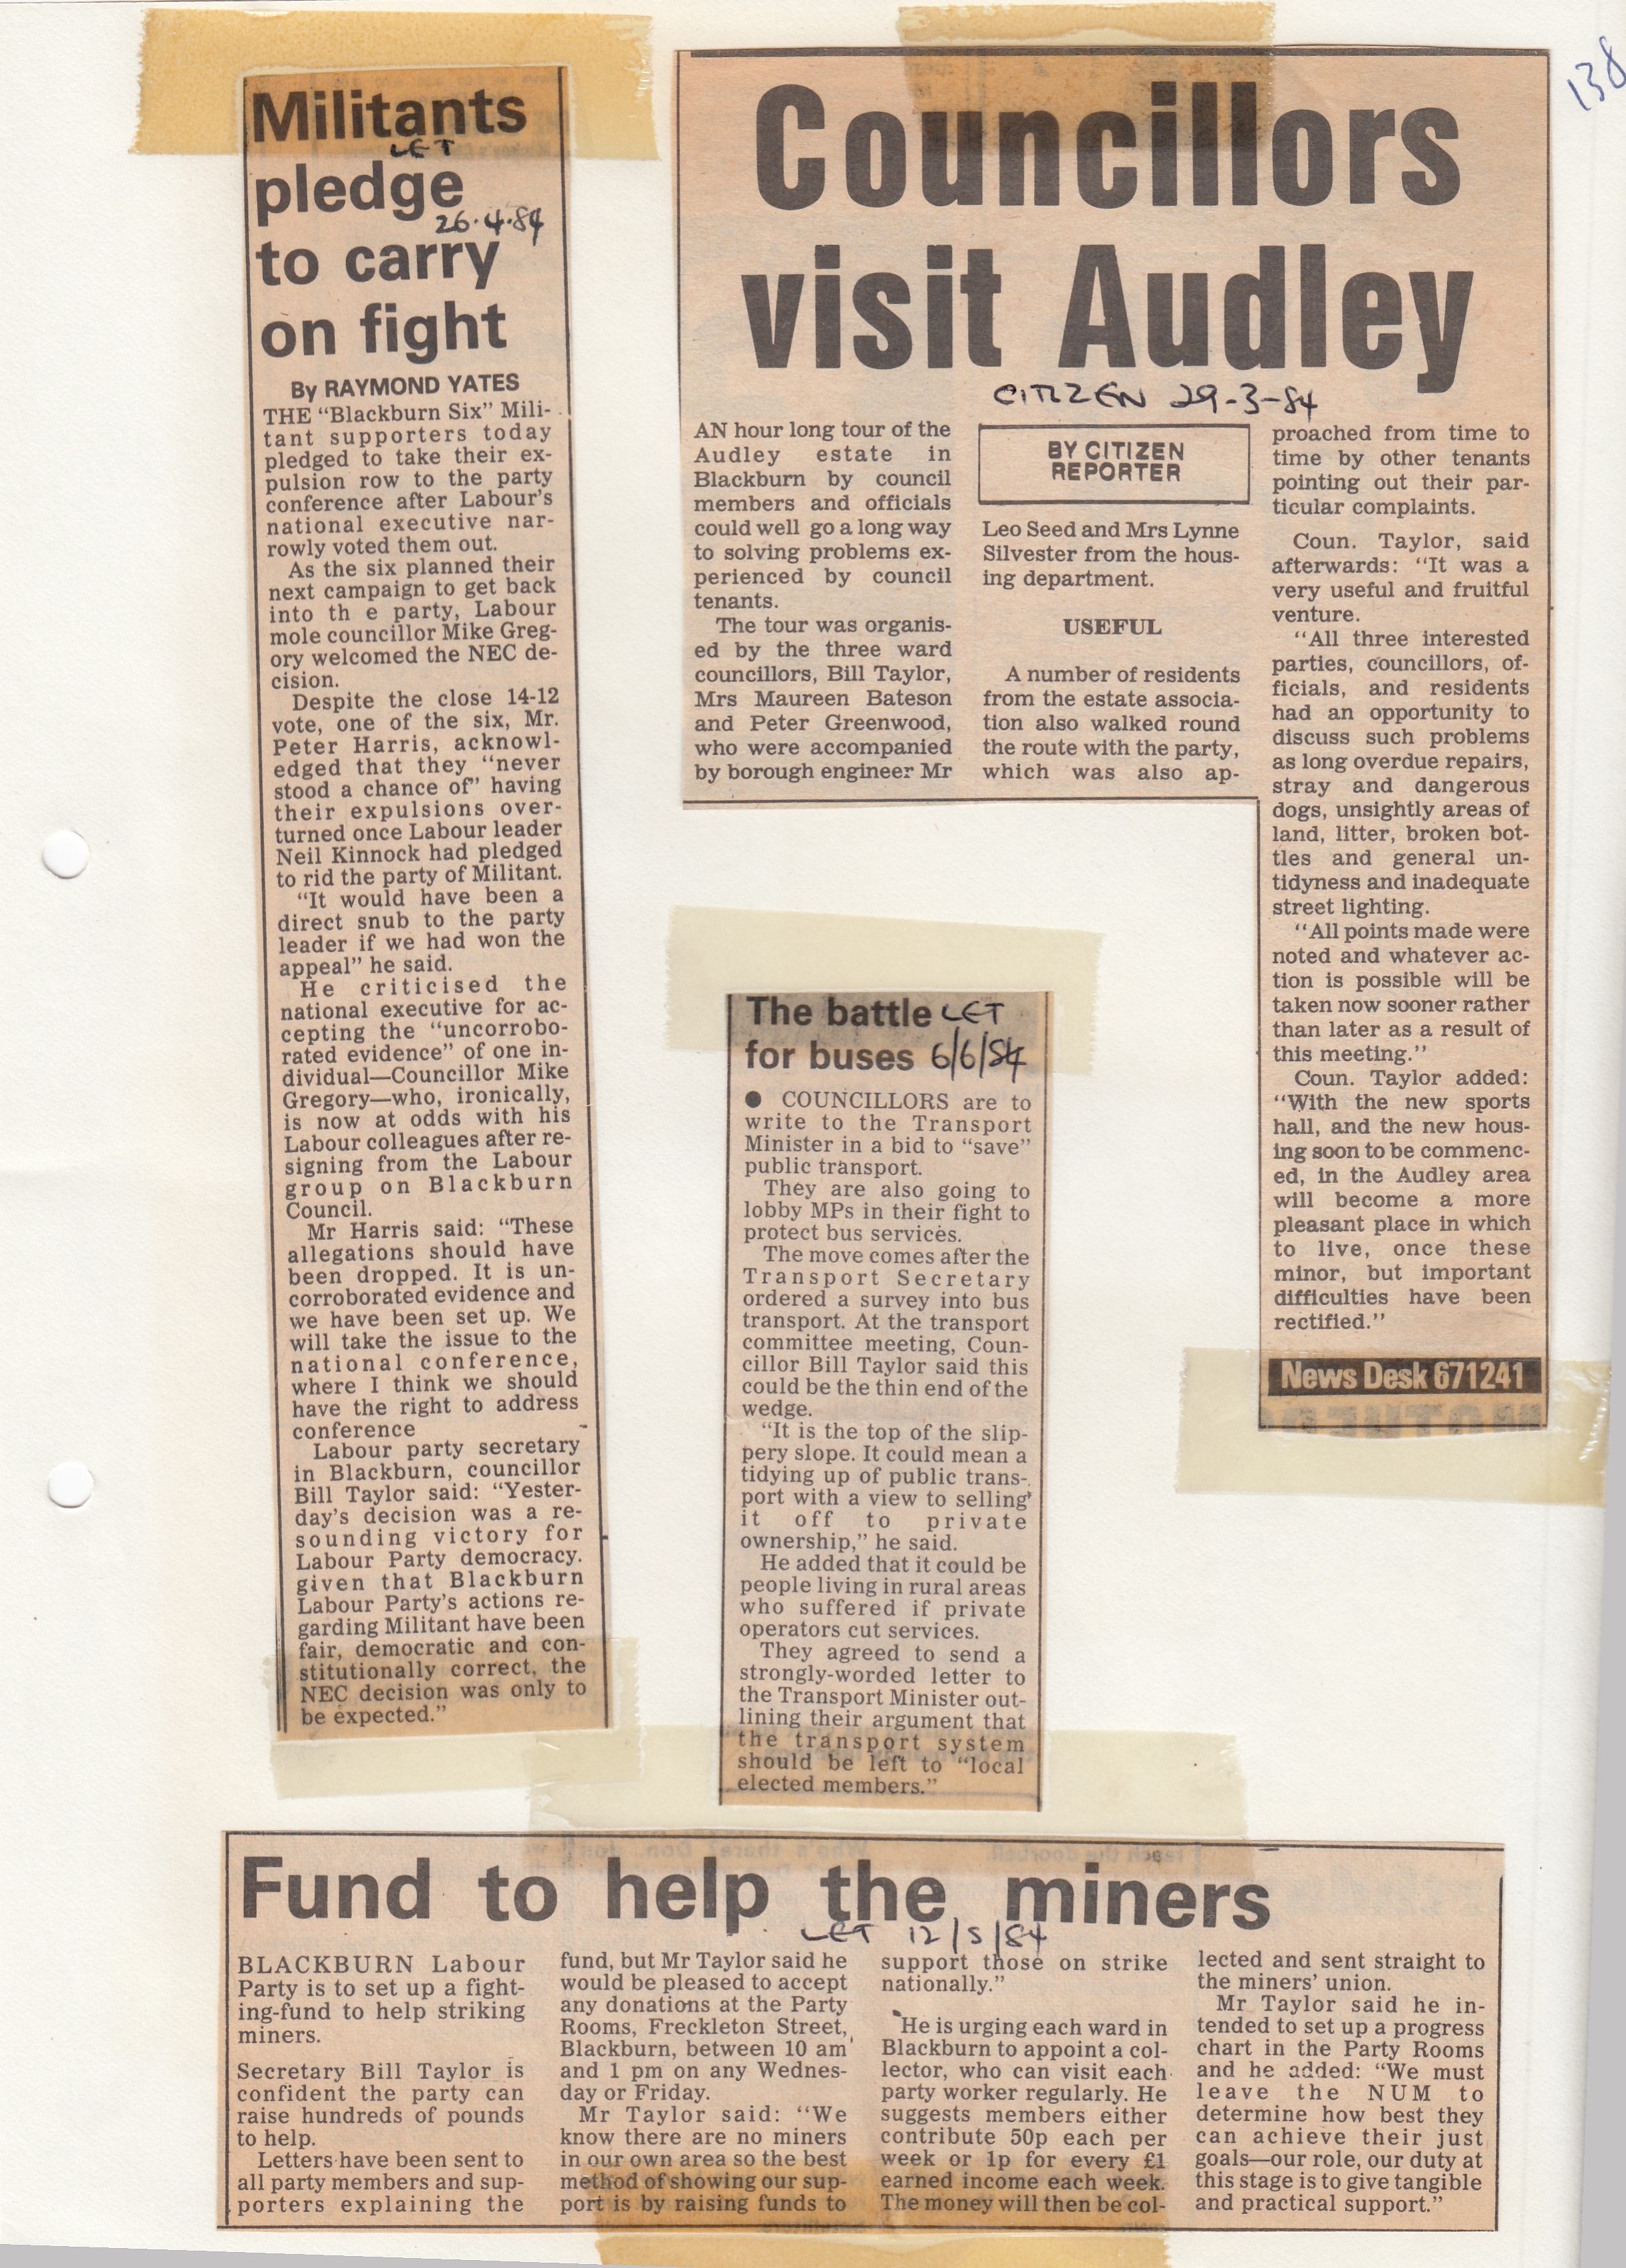 138
Militants
LET
pledge
26.4.84
to carry
on fight
By RAYMOND YATES
THE “Blackburn Six” Mili-
tant supporters today
pledged to take their ex-
pulsion row to the party
conference after Labour’s
national executive nar-
rowly voted them out.
As the six planned their
next campaign to get back
into th e party, Labour
mole councillor Mike Greg-
ory welcomed the NEC de-
cision.
Despite the close 14-12
vote, one of the six, Mr.
Peter Harris, acknowl-
edged that they “never
stood a chance of” having
their expulsions over-
turned once Labour leader
Neil Kinnock had pledged
to rid the party of Militant.
“It would have been a
direct snub to the party
leader if we had won the
appeal” he said.
He criticised the
national executive for ac-
cepting the “uncorrobo-
rated evidence” of one in-
dividual—Councillor Mike
Gregory—who, ironically,
is now at odds with his
Labour colleagues after re-
signing from the Labour
group on Blackburn
Council.
Mr Harris said: “These
allegations should have
been dropped. It is un-
corroborated evidence and
we have been set up. We
will take the issue to the
national conference,
where I think we should
have the right to address
conference
Labour party secretary
in Blackburn, councillor
Bill Taylor said: “Yester-
day’s decision was a re-
sounding victory for
Labour Party democracy.
given that Blackburn
Labour Party’s actions re-
garding Militant have been
fair, democratic and con-
stitutionally correct, the
NEC decision was only to
be expected.”
Councillors
visit Audley
CITIZEN 29-3-84
AN hour long tour of the
Audley estate in
Blackburn by council
members and officials
could well go a long way
to solving problems ex-
perienced by council
tenants.
The tour was organis-
ed by the three ward
councillors, Bill Taylor,
Mrs Maureen Bateson
and Peter Greenwood,
who were accompanied
by borough engineer Mr
BY CITIZEN
REPORTER
Leo Seed and Mrs Lynne
Silvester from the hous-
ing department.
USEFUL
A number of residents
from the estate associa-
tion also walked round
the route with the party,
which was also ap-
proached from time to
time by other tenants
pointing out their par-
ticular complaints.
Coun. Taylor, said
afterwards: “It was a
very useful and fruitful
venture.
“All three interested
parties, councillors, of-
ficials, and residents
had an opportunity to
discuss such problems
as long overdue repairs,
stray and dangerous
dogs, unsightly areas of
land, litter, broken bot-
tles and general un-
tidyness and inadequate
street lighting.
“All points made were
noted and whatever ac-
tion is possible will be
taken now sooner rather
than later as a result of
this meeting.”
Coun. Taylor added:
“With the new sports
hall, and the new hous-
ing soon to be commenc-
ed, in the Audley area
will become a more
pleasant place in which
to live, once these
minor, but important
difficulties have been
rectified.”
News Desk 671241
The battle LET
for buses 6/6/84
● COUNCILLORS are to
write to the Transport
Minister in a bid to “save”
public transport.
They are also going to
lobby MPs in their fight to
protect bus services.
The move comes after the
Transport Secretary
ordered a survey into bus
transport. At the transport
committee meeting, Coun-
cillor Bill Taylor said this
could be the thin end of the
wedge.
“It is the top of the slip-
pery slope. It could mean a
tidying up of public trans-
port with a view to selling
it off to private
ownership,” he said.
He added that it could be
people living in rural areas
who suffered if private
operators cut services.
They agreed to send a
strongly-worded letter to
the Transport Minister out-
lining their argument that
the transport system
should be left to “local
elected members.”
Fund to help the miners
LET 12/5/84
BLACKBURN Labour
Party is to set up a fight-
ing-fund to help striking
miners.
Secretary Bill Taylor is
confident the party can
raise hundreds of pounds
to help.
Letters have been sent to
all party members and sup-
porters explaining the
fund, but Mr Taylor said he
would be pleased to accept
any donations at the Party
Rooms, Freckleton Street,
Blackburn, between 10 am
and 1 pm on any Wednes-
day or Friday.
Mr Taylor said: “We
know there are no miners
in our own area so the best
method of showing our sup-
port is by raising funds to
support those on strike
nationally.”
He is urging each ward in
Blackburn to appoint a col-
lector, who can visit each
party worker regularly. He
suggests members either
contribute 50p each per
week or 1p for every £1
earned income each week.
The money will then be col-
lected and sent straight to
the miners’ union.
Mr Taylor said he in-
tended to set up a progress
chart in the Party Rooms
and he added: “We must
leave the NUM to
determine how best they
can achieve their just
goals—our role, our duty at
this stage is to give tangible
and practical support.”